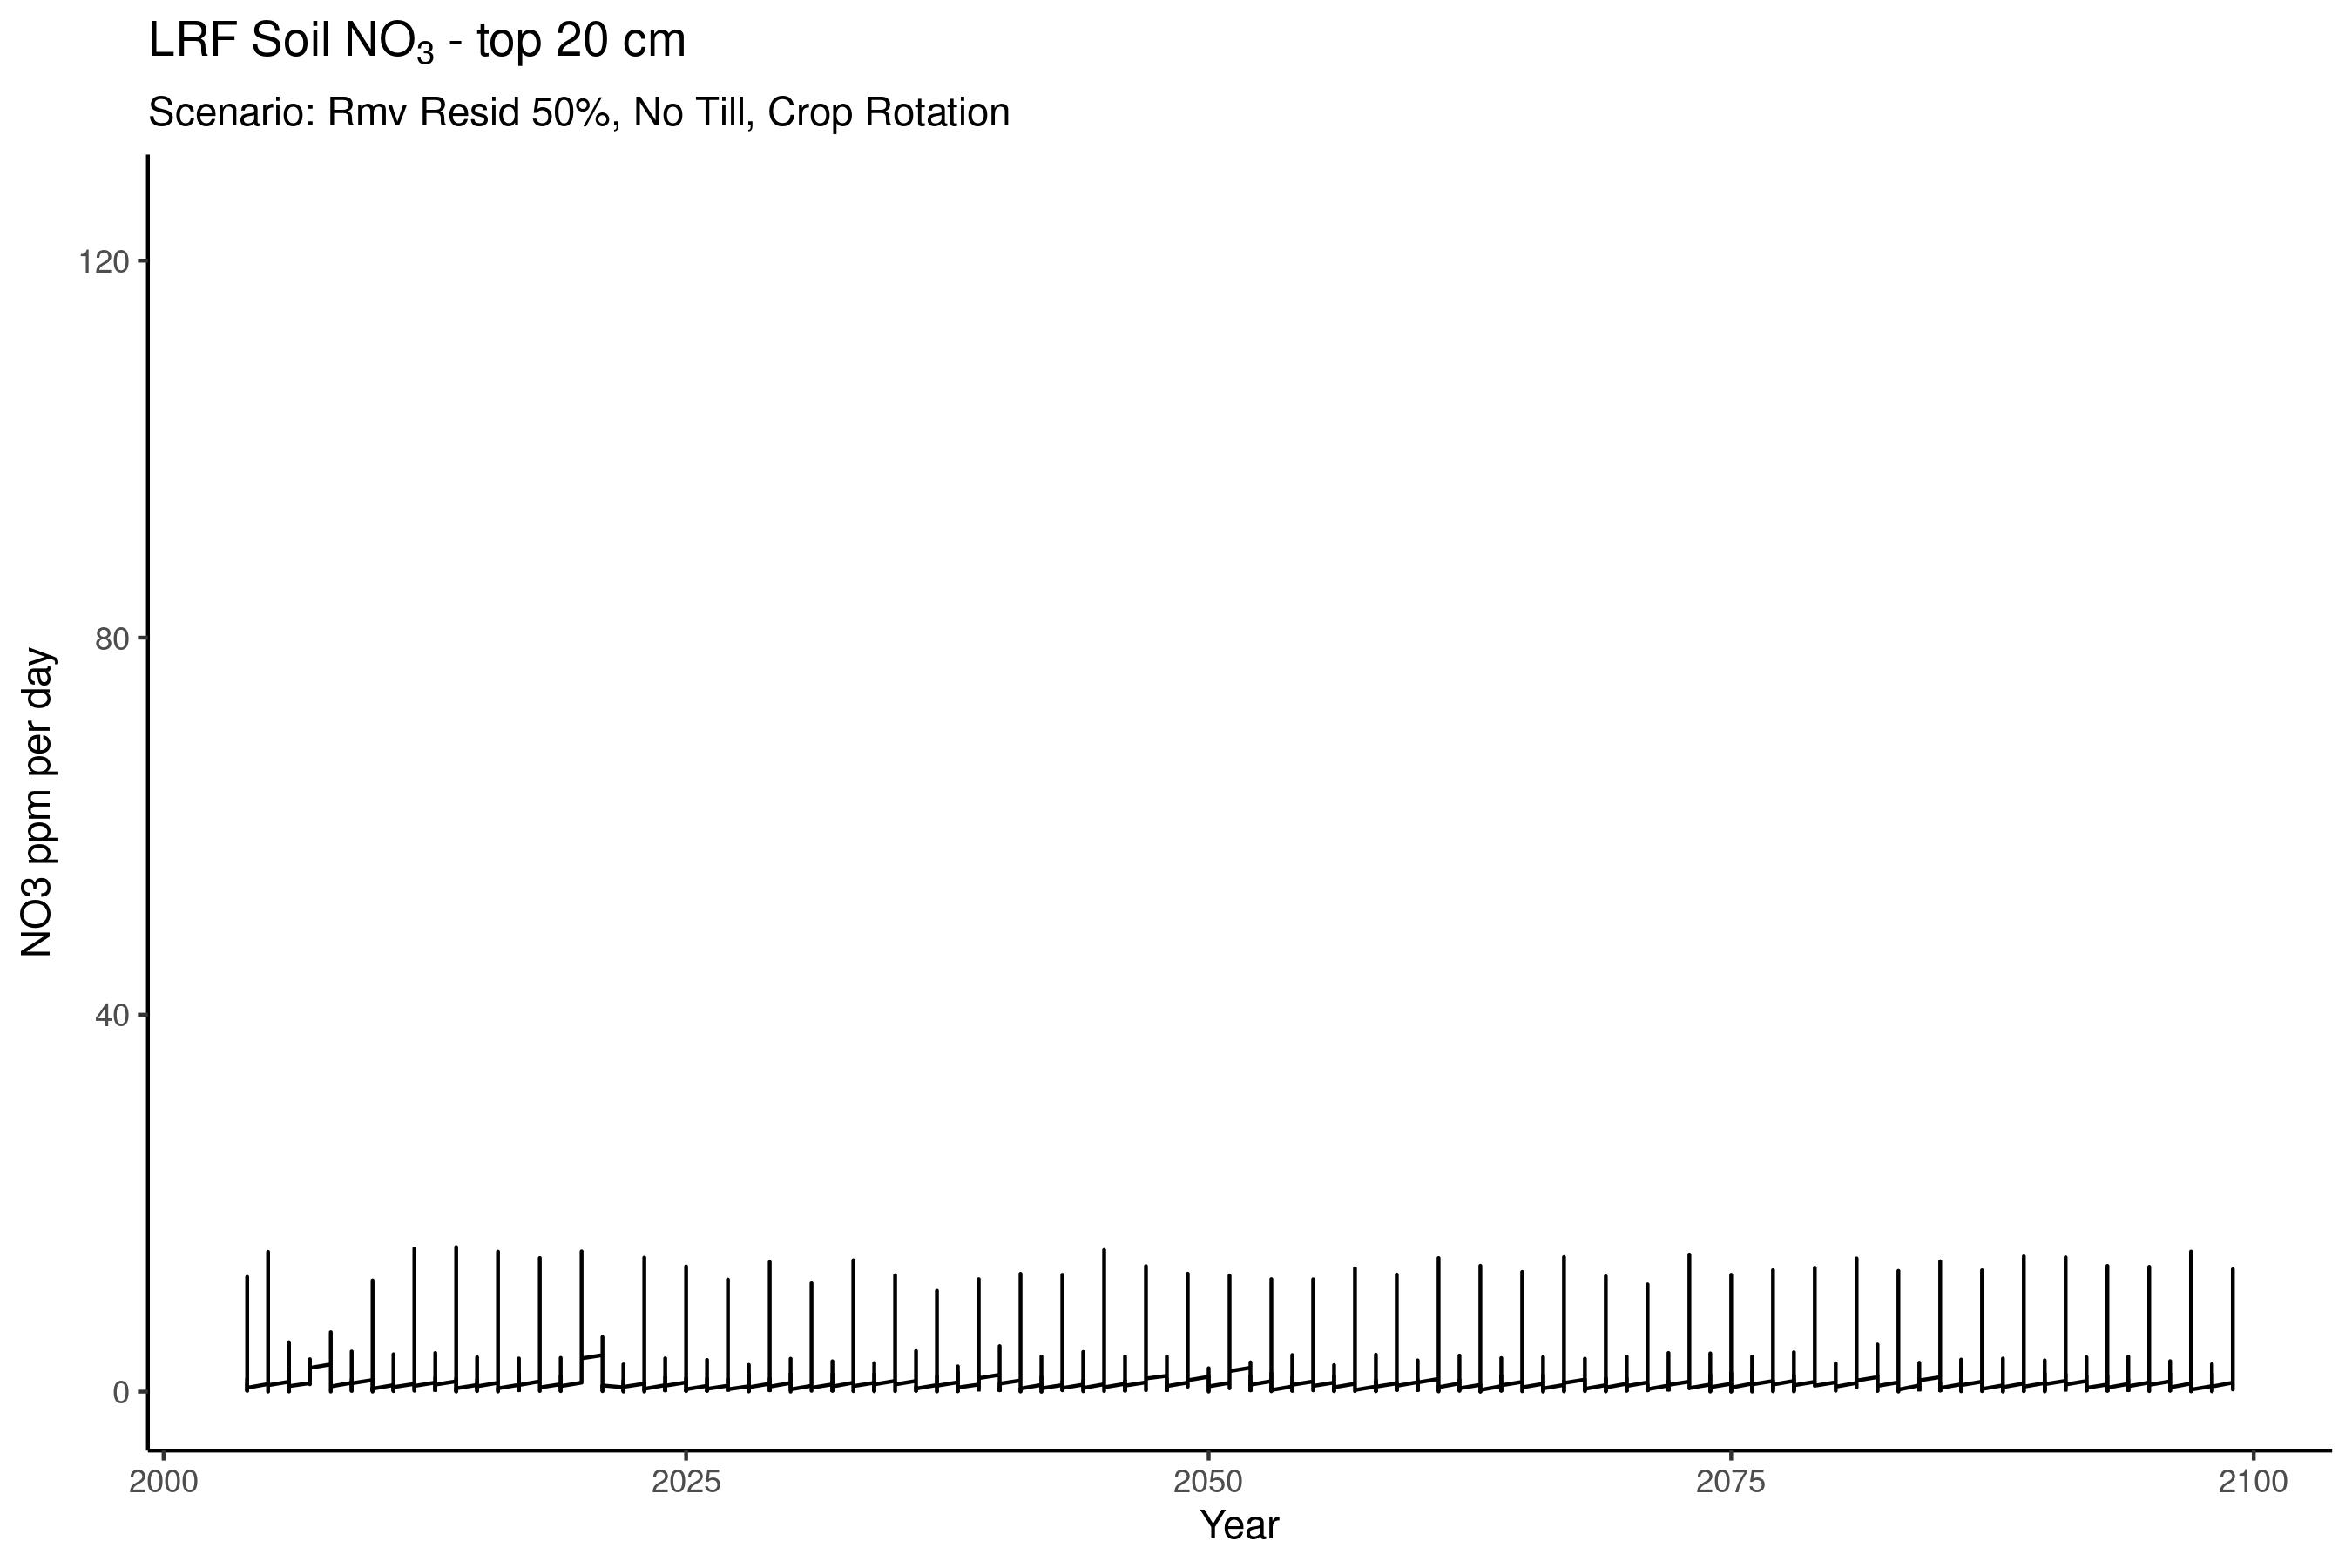 LRF Soil NO₃ - top 20 cm
Scenario: Rmv Resid 50%, No Till, Crop Rotation
120
80
40
0
NO3 ppm per day
2000 2025 2050 2075 2100
Year